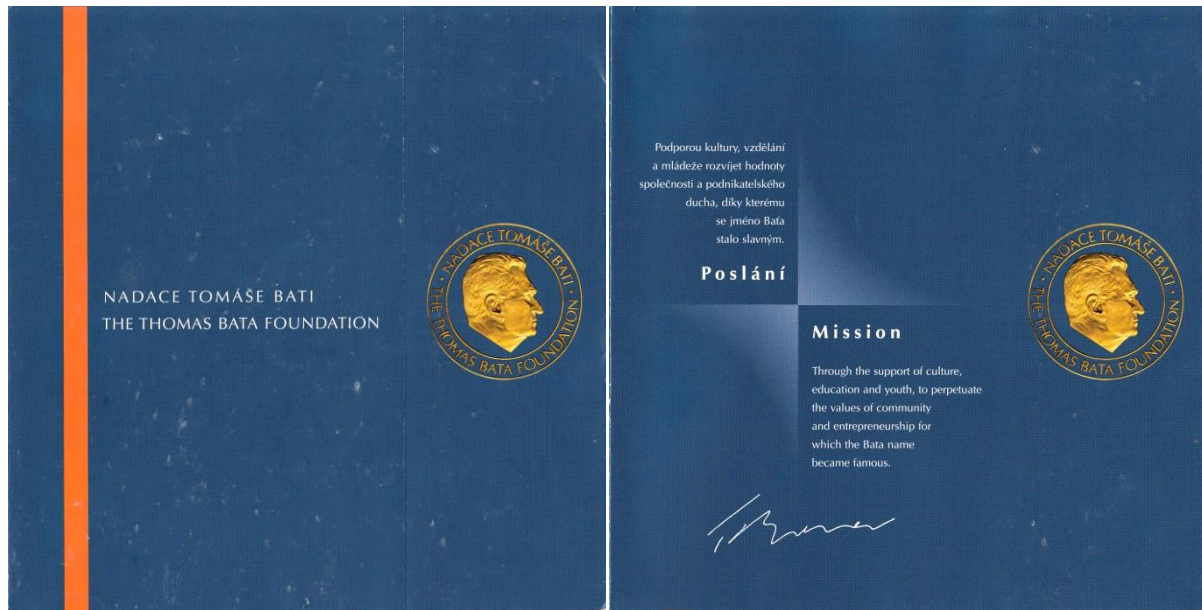 NADACE TOMÁŠE BATI
THE THOMAS BATA FOUNDATION
· NADACE TOMÁŠE BATI ·
THE THOMAS BATA FOUNDATION
Podporou kultury, vzdělání
a mládeže rozvíjet hodnoty
společnosti a podnikatelského
ducha, díky kterému
se jméno Baťa
stalo slavným.
Poslání
Mission
Through the support of culture,
education and youth, to perpetuate
the values of community
and entrepreneurship for
which the Bata name
became famous.
· NADACE TOMÁŠE BATI ·
THE THOMAS BATA FOUNDATION